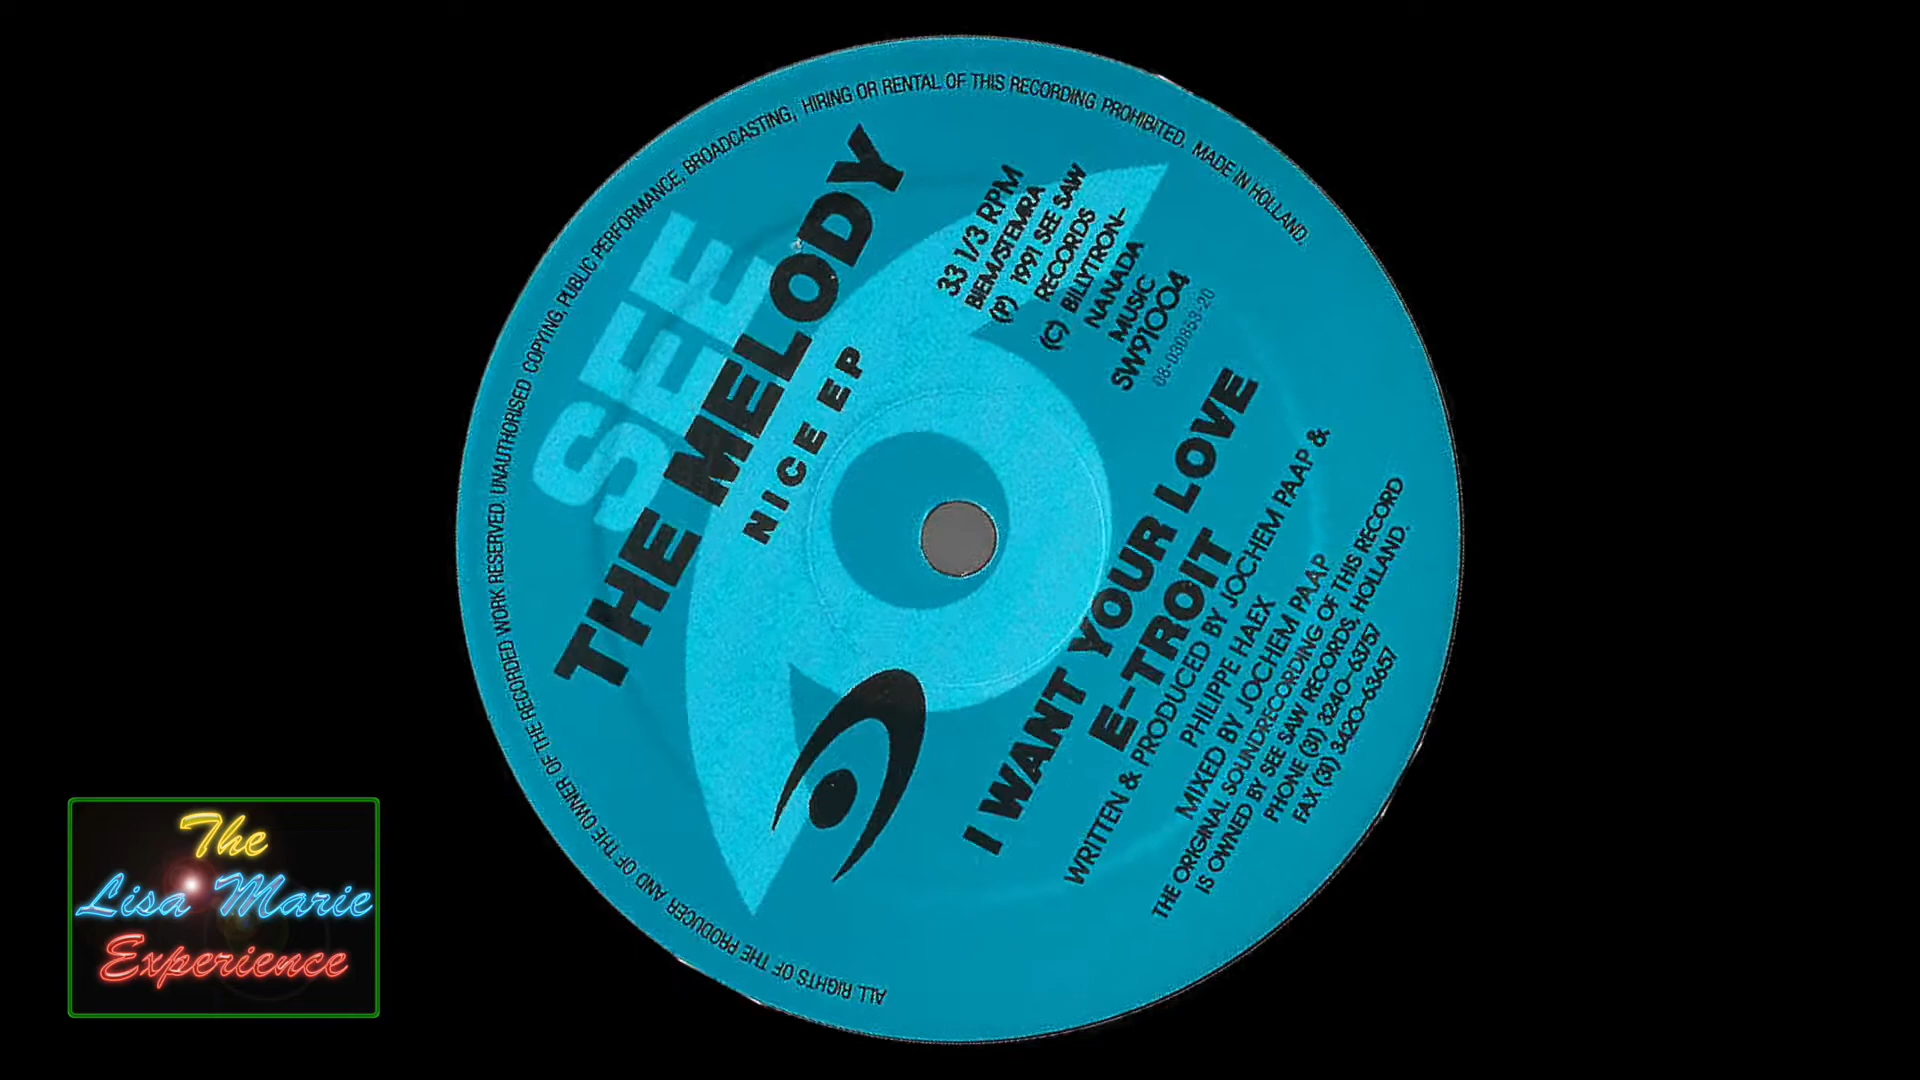 ALL RIGHTS OF THE PRODUCER AND OF THE OWNER OF THE RECORDED WORK RESERVED. UNAUTHORISED COPYING, PUBLIC PERFORMANCE, BROADCASTING, HIRING OR RENTAL OF THIS RECORDING PROHIBITED. MADE IN HOLLAND.
SEE
THE MELODY
NICE EP
33 1/3 RPM
BIEM/STEMRA
(P) 1991 SEE SAW
RECORDS
(C) BILLYTRON-
NANADA
MUSIC
SW91004
08-030853-20
I WANT YOUR LOVE
E-TROIT
WRITTEN & PRODUCED BY JOCHEM PAAP &
PHILIPPE HAEX
MIXED BY JOCHEM PAAP
THE ORIGINAL SOUNDRECORDING OF THIS RECORD
IS OWNED BY SEE SAW RECORDS, HOLLAND.
PHONE (31) 3240-63757
FAX (31) 3420-63657
The
Lisa Marie
Experience